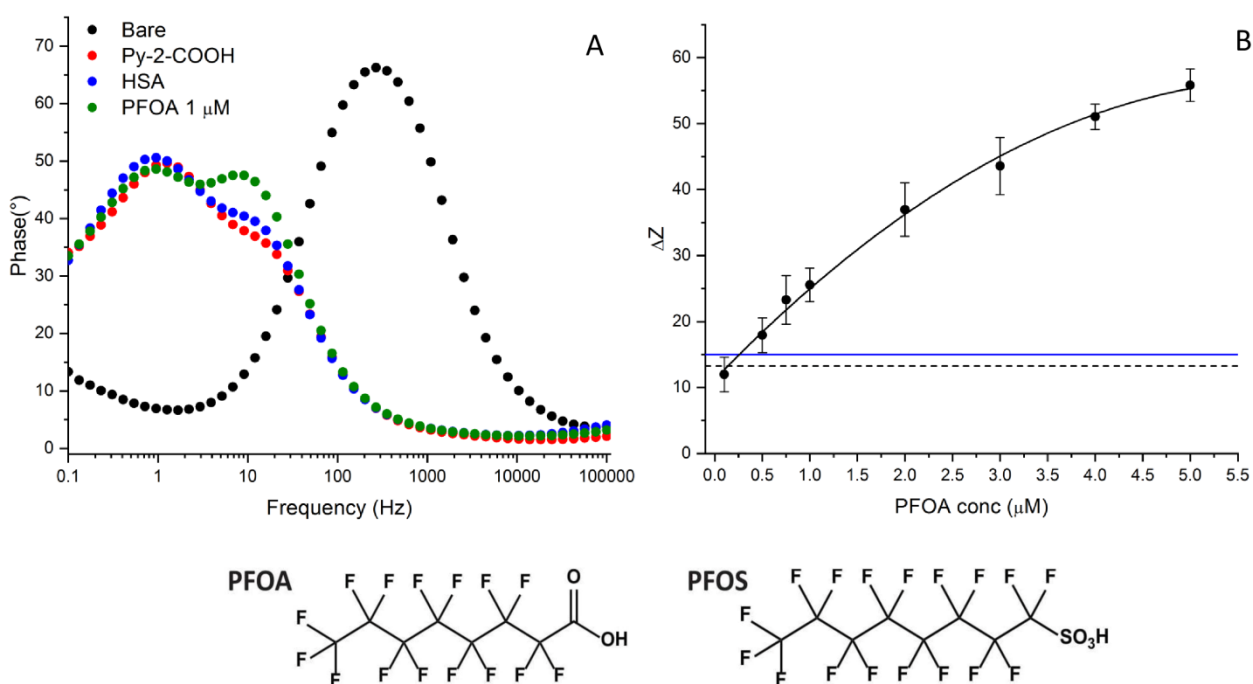 A
Bare
Py-2-COOH
HSA
PFOA 1 μM
Phase(°)
70
60
50
40
30
20
10
0
0.1 1 10 100 1000 10000 100000
Frequency (Hz)
B
ΔZ
60
50
40
30
20
10
0
0.0 0.5 1.0 1.5 2.0 2.5 3.0 3.5 4.0 4.5 5.0 5.5
PFOA conc (μM)
PFOA
F F F F F F O
F
F
OH
F F F F F F F
PFOS
F F F F F F F F
F
F
SO₃H
F F F F F F F